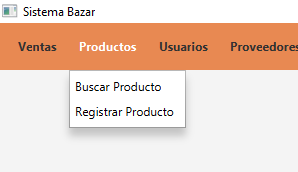 Sistema Bazar
Ventas Productos Usuarios Proveedores
Buscar Producto
Registrar Producto